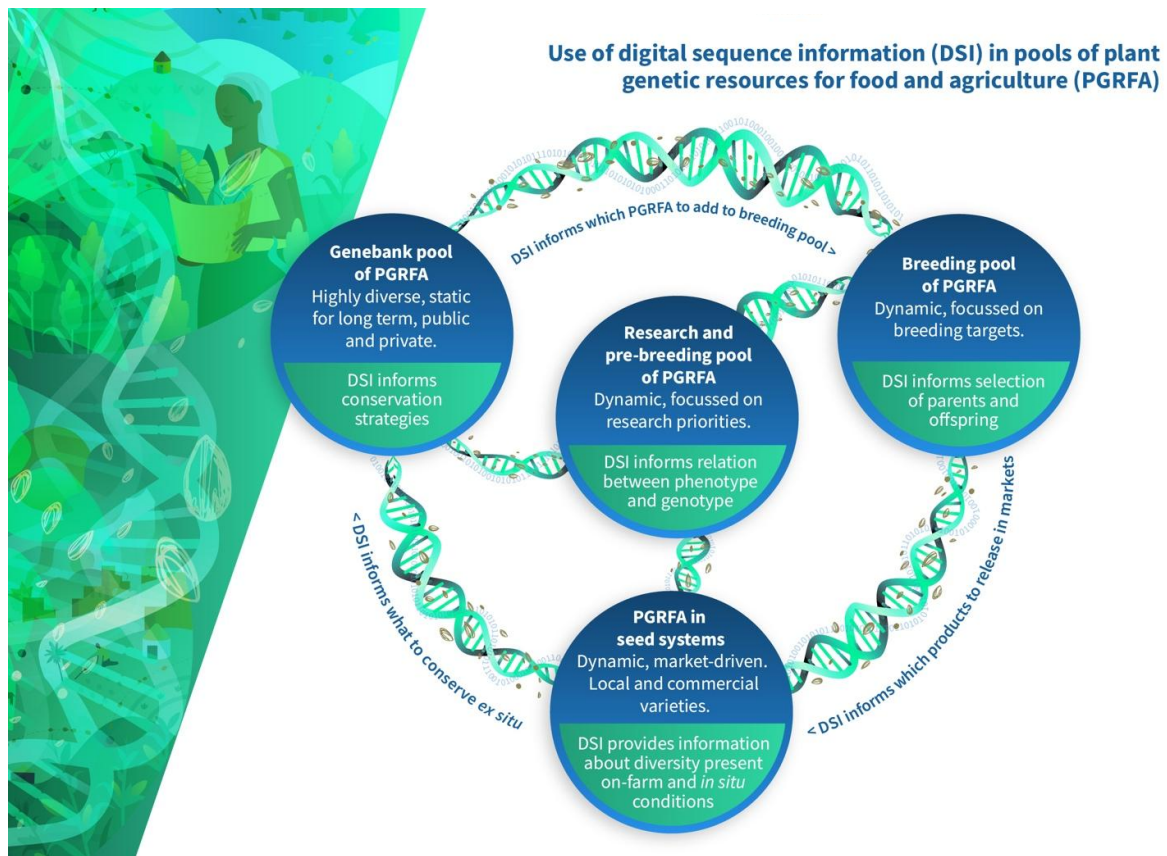 Use of digital sequence information (DSI) in pools of plant
genetic resources for food and agriculture (PGRFA)
DSI informs which PGRFA to add to breeding pool >
Genebank pool
of PGRFA
Highly diverse, static
for long term, public
and private.
DSI informs
conservation
strategies
Research and
pre-breeding pool
of PGRFA
Dynamic, focussed on
research priorities.
DSI informs relation
between phenotype
and genotype
Breeding pool
of PGRFA
Dynamic, focussed on
breeding targets.
DSI informs selection
of parents and
offspring
< DSI informs what to conserve ex situ
< DSI informs which products to release in markets
PGRFA in
seed systems
Dynamic, market-driven.
Local and commercial
varieties.
DSI provides information
about diversity present
on-farm and in situ
conditions